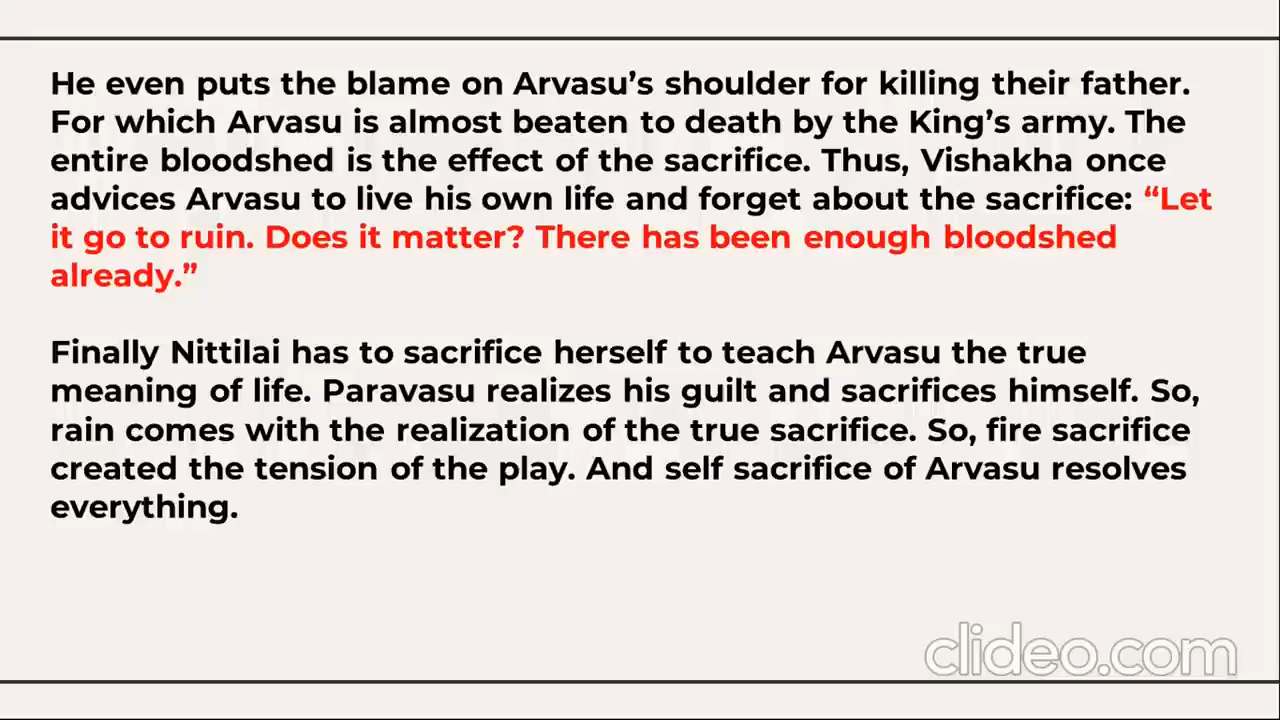 He even puts the blame on Arvasu’s shoulder for killing their father.
For which Arvasu is almost beaten to death by the King’s army. The
entire bloodshed is the effect of the sacrifice. Thus, Vishakha once
advices Arvasu to live his own life and forget about the sacrifice: “Let
it go to ruin. Does it matter? There has been enough bloodshed
already.”
Finally Nittilai has to sacrifice herself to teach Arvasu the true
meaning of life. Paravasu realizes his guilt and sacrifices himself. So,
rain comes with the realization of the true sacrifice. So, fire sacrifice
created the tension of the play. And self sacrifice of Arvasu resolves
everything.
clideo.com